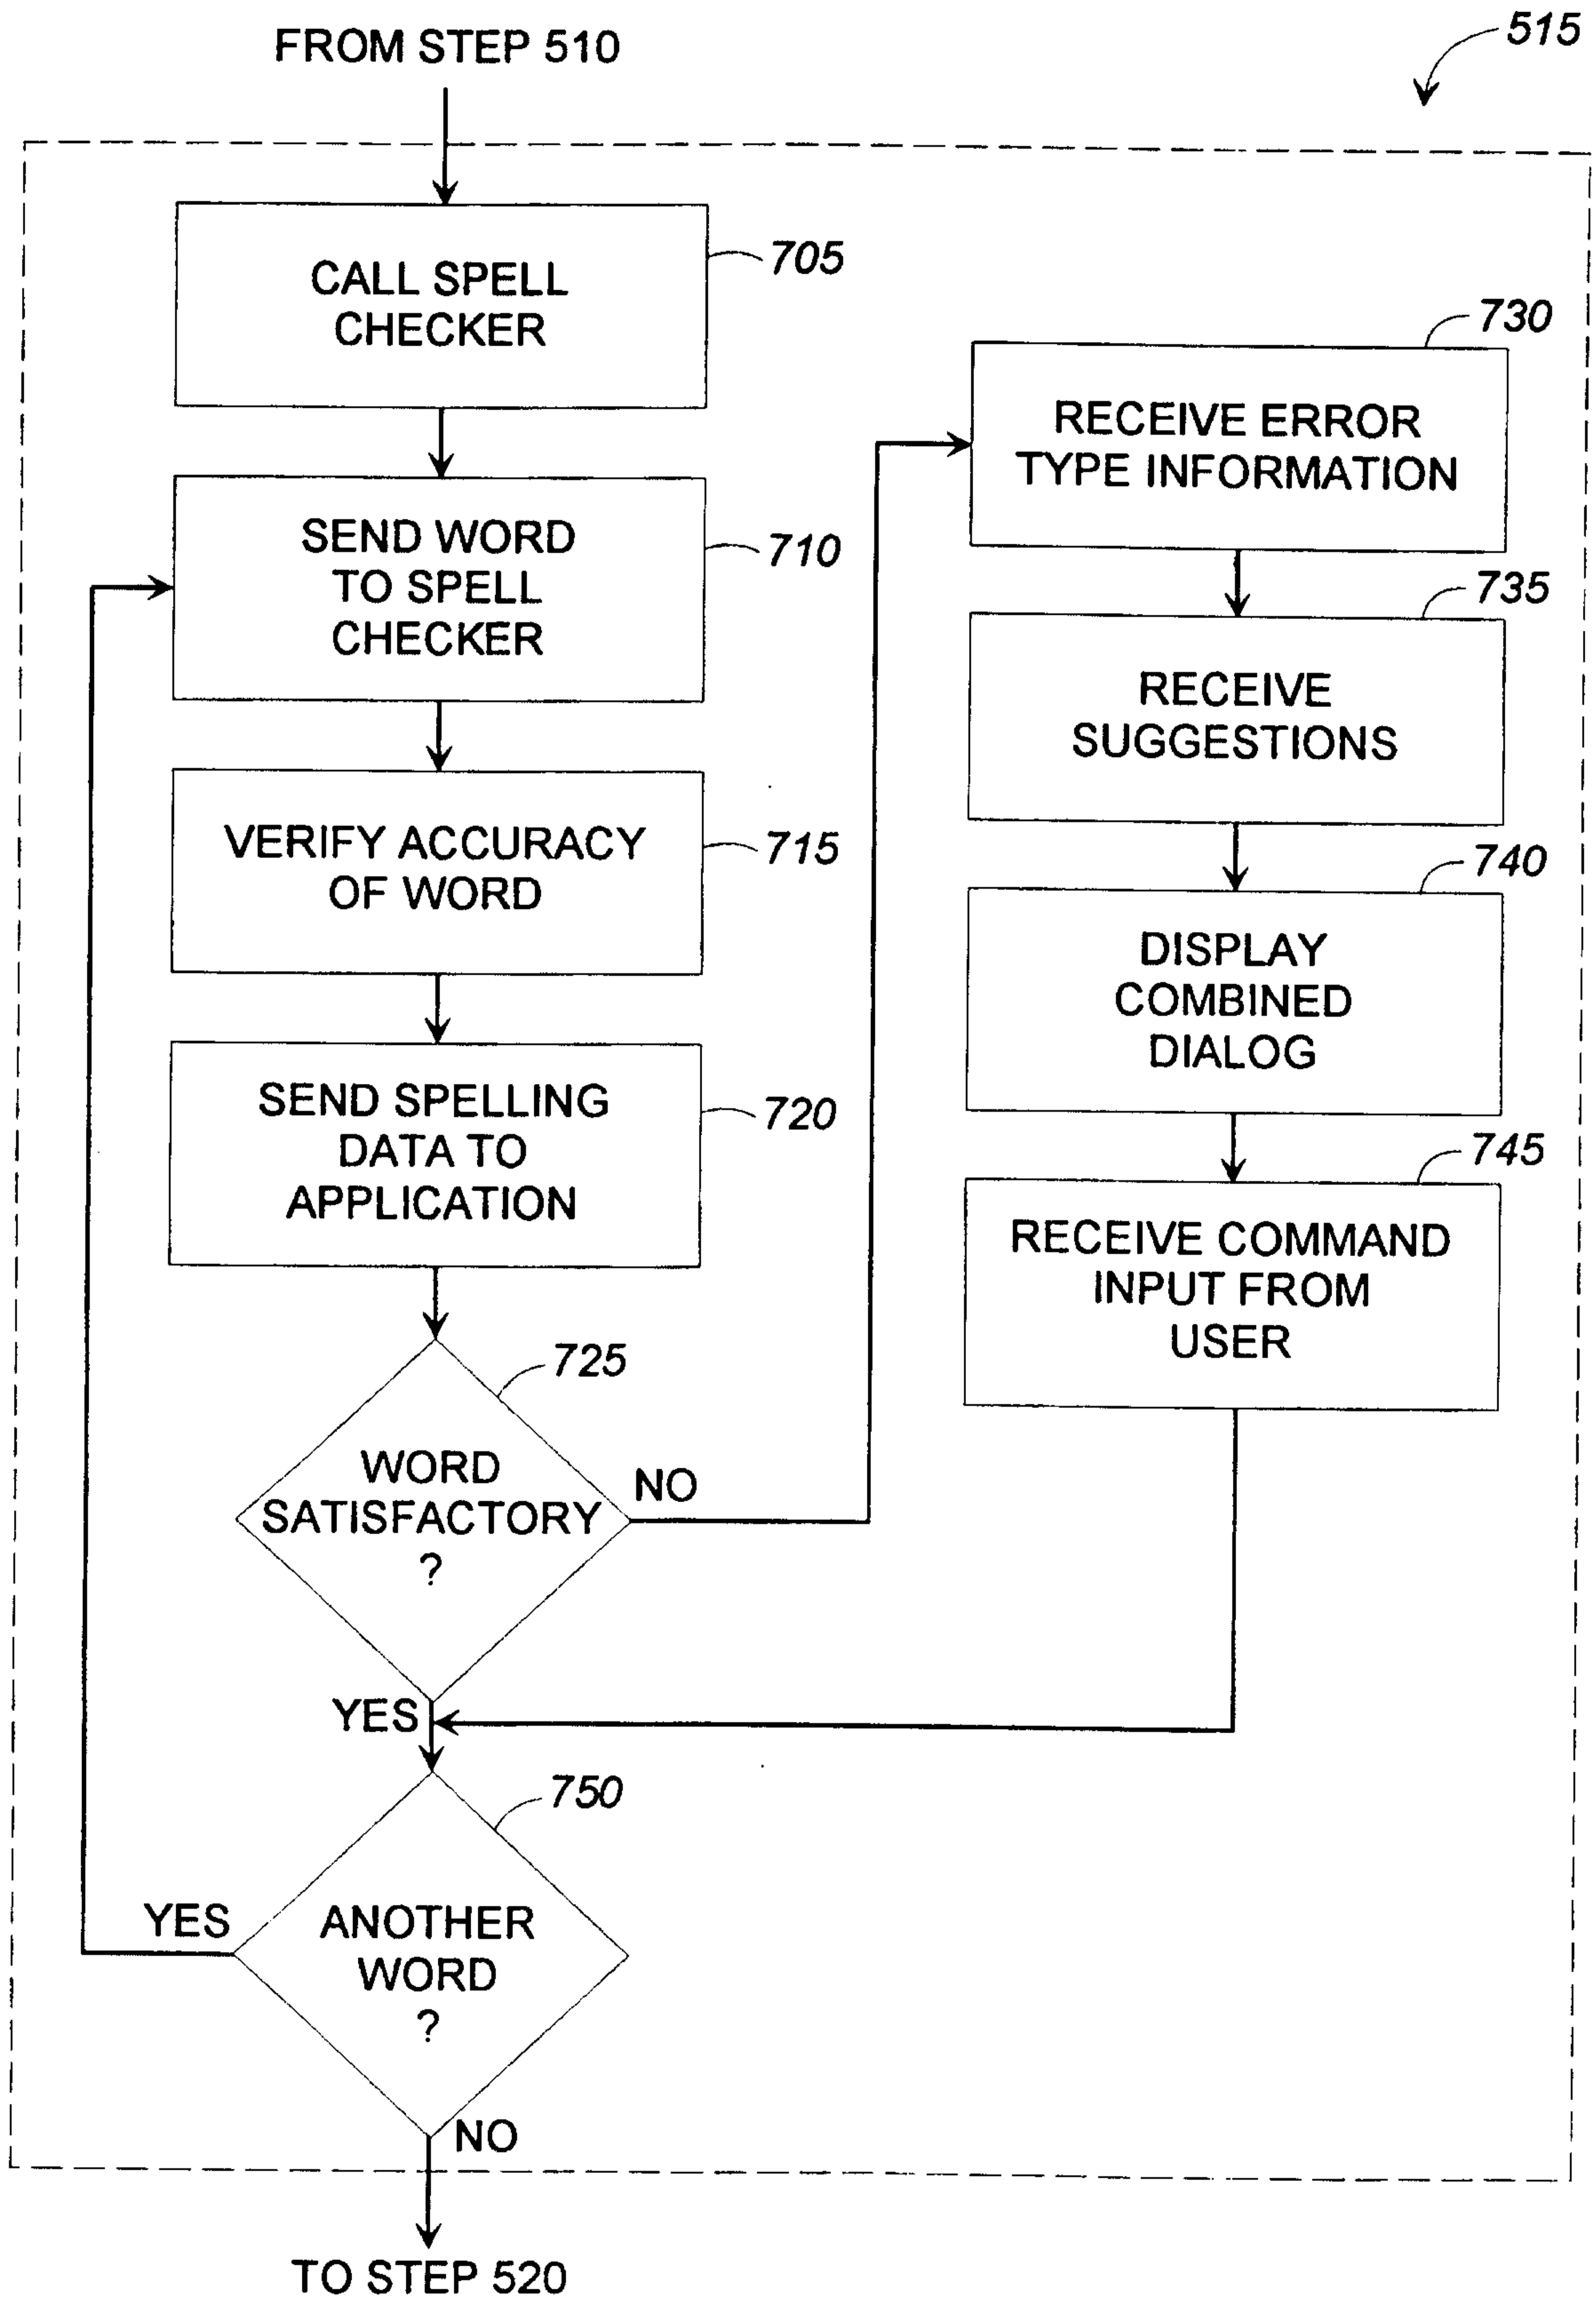 FROM STEP 510
515
CALL SPELL
CHECKER
705
SEND WORD
TO SPELL
CHECKER
710
VERIFY ACCURACY
OF WORD
715
SEND SPELLING
DATA TO
APPLICATION
720
WORD
SATISFACTORY
?
725
NO
YES
RECEIVE ERROR
TYPE INFORMATION
730
RECEIVE
SUGGESTIONS
735
DISPLAY
COMBINED
DIALOG
740
RECEIVE COMMAND
INPUT FROM
USER
745
ANOTHER
WORD
?
750
YES
NO
TO STEP 520